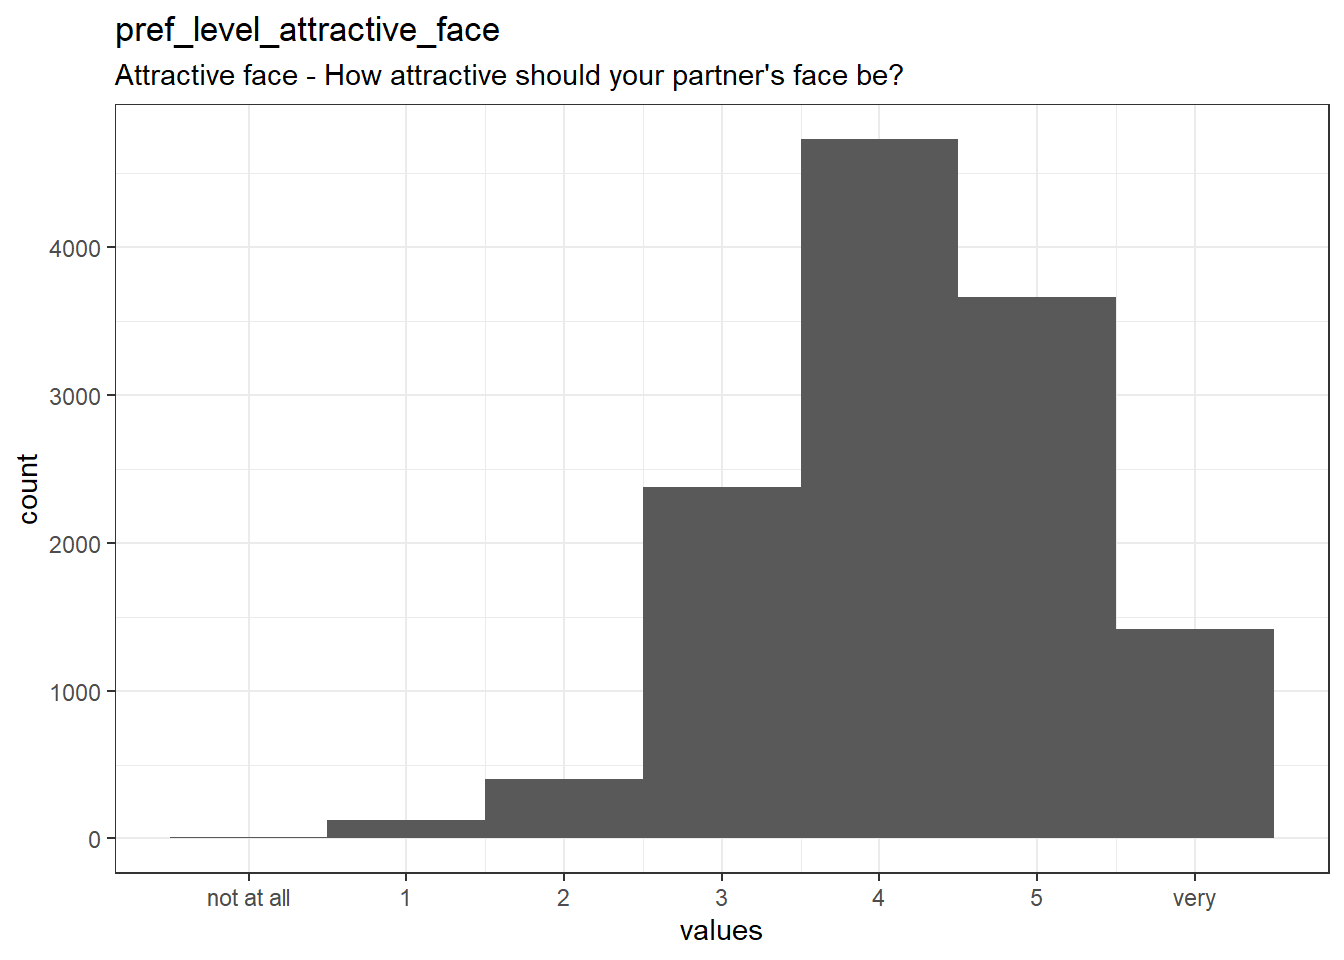 pref_level_attractive_face
Attractive face - How attractive should your partner's face be?
4000
3000
2000
1000
0
count
not at all 1 2 3 4 5 very
values